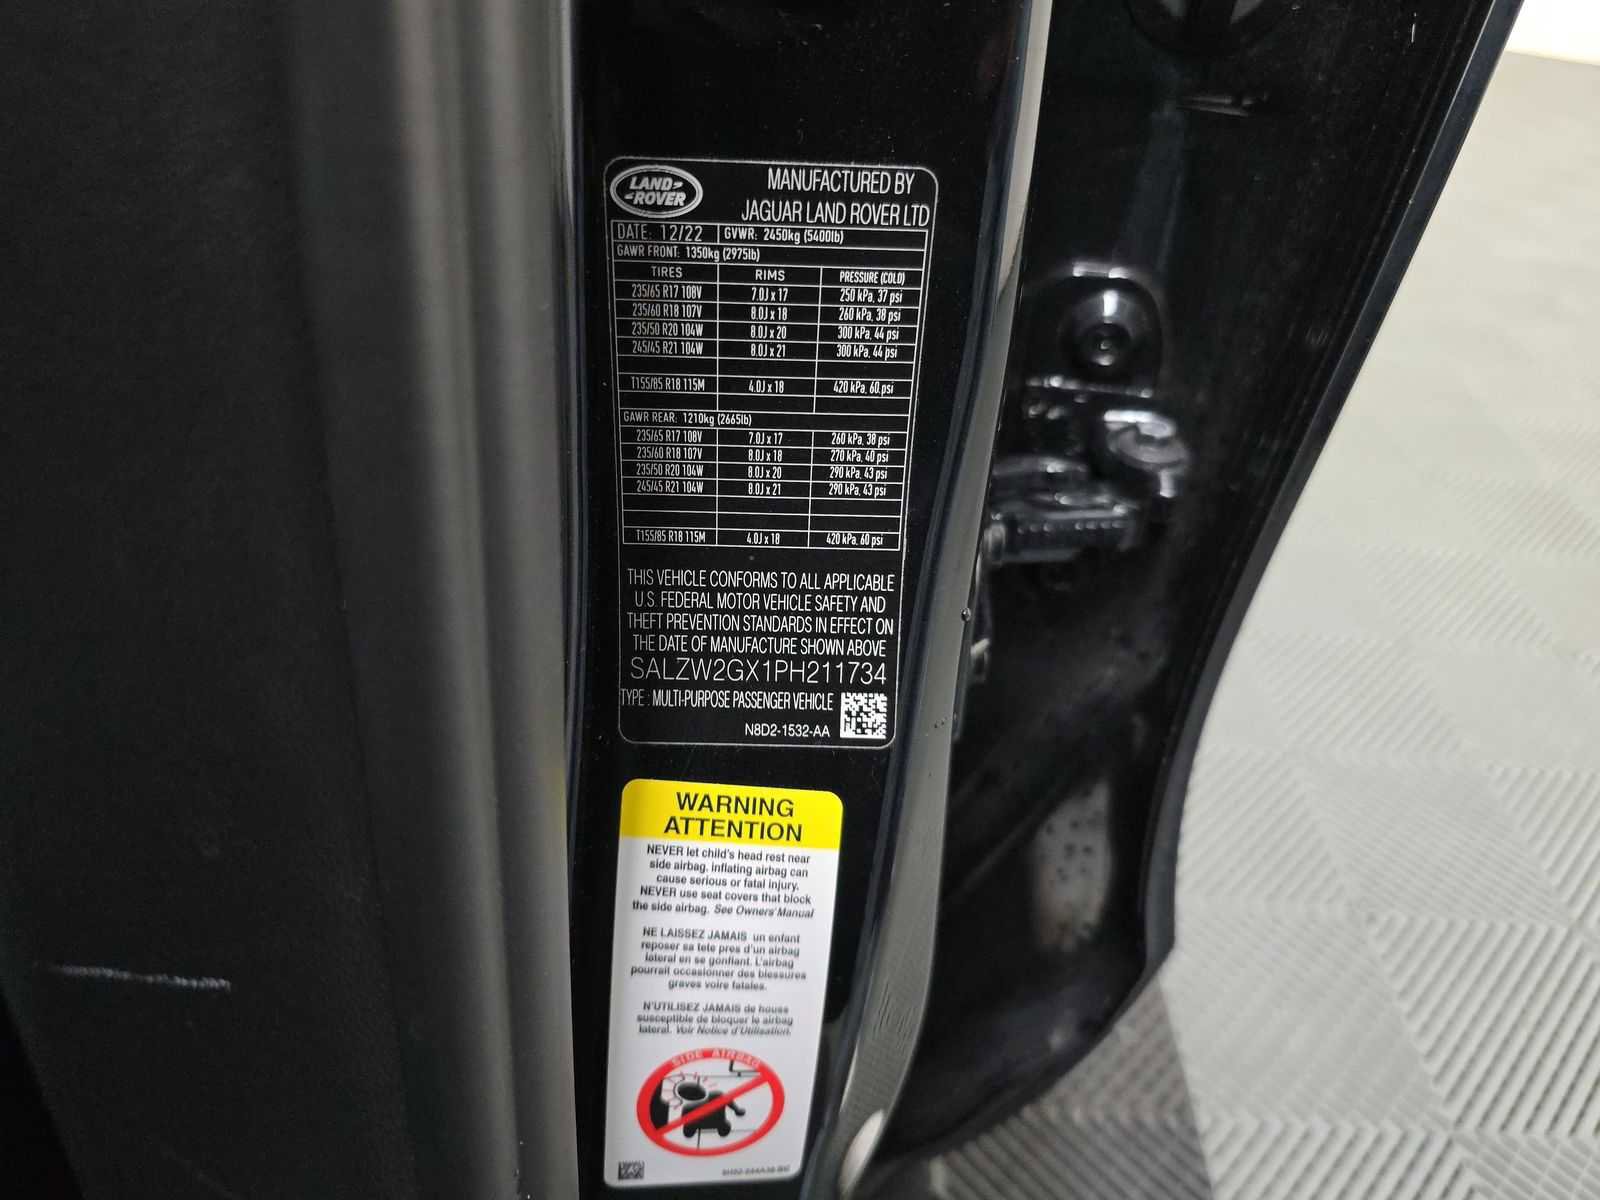 LAND ROVER
MANUFACTURED BY
JAGUAR LAND ROVER LTD
DATE: 12/22 GVWR: 2450kg (5400lb)
GAWR FRONT: 1350kg (2975lb)
TIRES RIMS PRESSURE (COLD)
235/65 R17 108V 7.0J x 17 250 kPa, 37 psi
235/60 R18 107V 8.0J x 18 260 kPa, 38 psi
235/50 R20 104W 8.0J x 20 300 kPa, 44 psi
245/45 R21 104W 8.0J x 21 300 kPa, 44 psi
T155/85 R18 115M 4.0J x 18 420 kPa, 60 psi
GAWR REAR: 1210kg (2665lb)
235/65 R17 108V 7.0J x 17 260 kPa, 38 psi
235/60 R18 107V 8.0J x 18 270 kPa, 40 psi
235/50 R20 104W 8.0J x 20 290 kPa, 43 psi
245/45 R21 104W 8.0J x 21 290 kPa, 43 psi
T155/85 R18 115M 4.0J x 18 420 kPa, 60 psi
THIS VEHICLE CONFORMS TO ALL APPLICABLE
U.S. FEDERAL MOTOR VEHICLE SAFETY AND
THEFT PREVENTION STANDARDS IN EFFECT ON
THE DATE OF MANUFACTURE SHOWN ABOVE
SALZW2GX1PH211734
TYPE : MULTI-PURPOSE PASSENGER VEHICLE
N8D2-1532-AA
WARNING
ATTENTION
NEVER let child's head rest near
side airbag, inflating airbag can
cause serious or fatal injury.
NEVER use seat covers that block
the side airbag. See Owners' Manual
NE LAISSEZ JAMAIS un enfant
reposer sa tete pres d'un airbag
lateral en se gonflant. L'airbag
pourrait occasionner des blessures
graves voire fatales.
N'UTILISEZ JAMAIS de houss
susceptible de bloquer le airbag
lateral. Voir Notice d'Utilisation.
SIDE AIRBAG